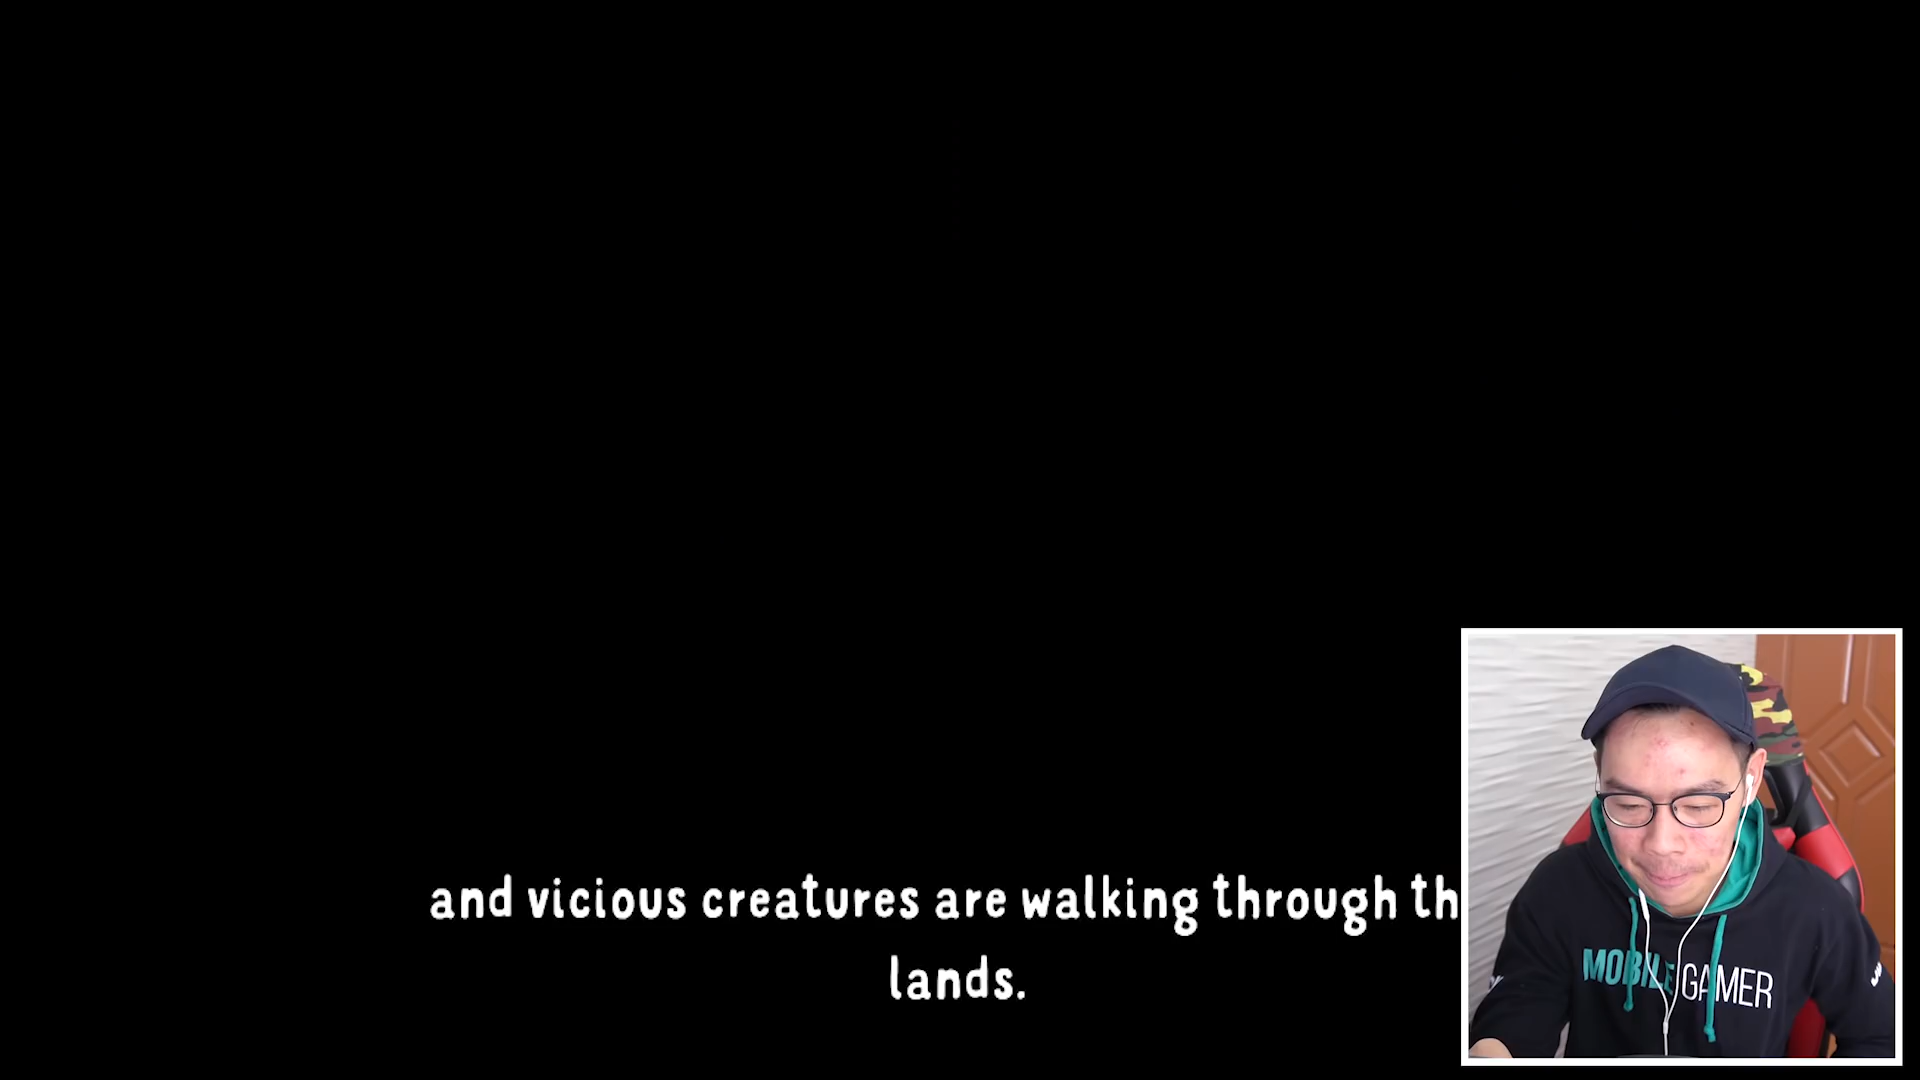 and vicious creatures are walking through th
lands.
MOBILE GAMER